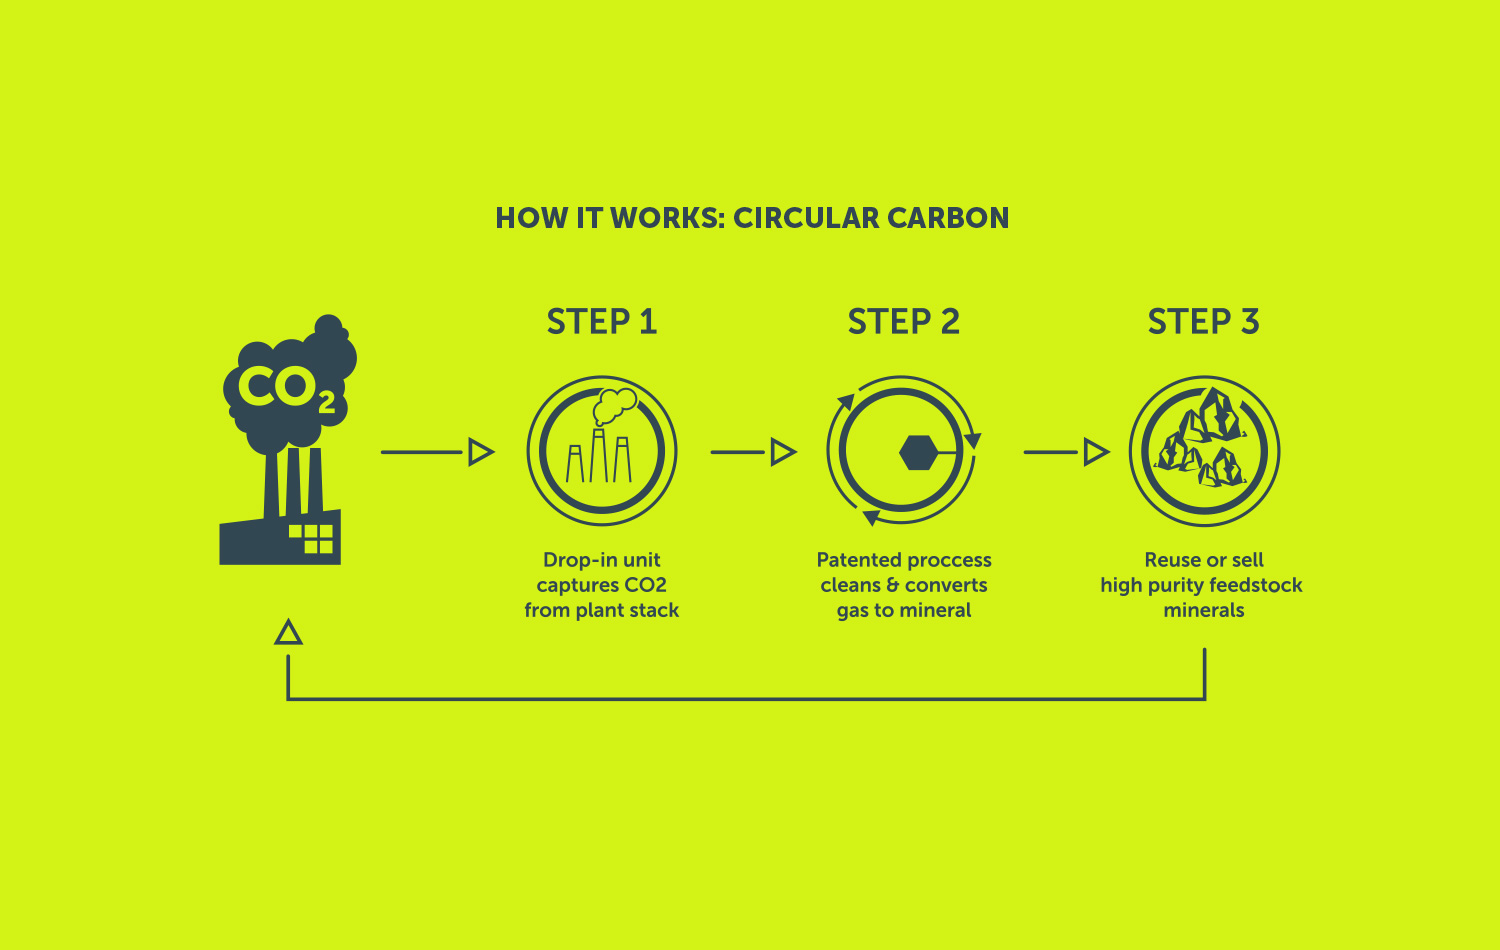 HOW IT WORKS: CIRCULAR CARBON
CO2
STEP 1
Drop-in unit
captures CO2
from plant stack
STEP 2
Patented proccess
cleans & converts
gas to mineral
STEP 3
Reuse or sell
high purity feedstock
minerals